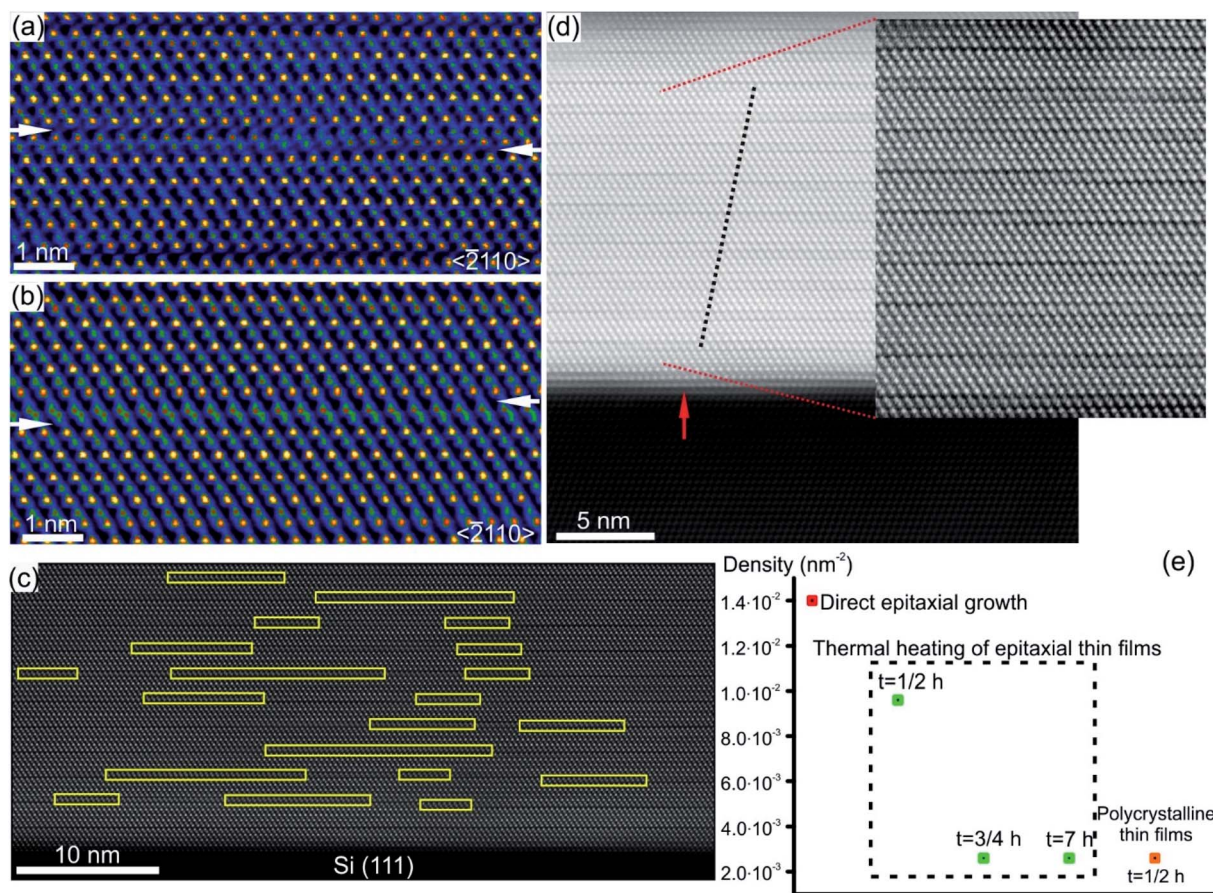 (a)
1 nm
<2̅110>
(b)
1 nm
<2̅110>
(c)
10 nm
Si (111)
(d)
5 nm
Density (nm⁻²)
(e)
1.4·10⁻²
1.2·10⁻²
1.0·10⁻²
8.0·10⁻³
6.0·10⁻³
4.0·10⁻³
2.0·10⁻³
Direct epitaxial growth
Thermal heating of epitaxial thin films
t=1/2 h
t=3/4 h
t=7 h
Polycrystalline
thin films
t=1/2 h